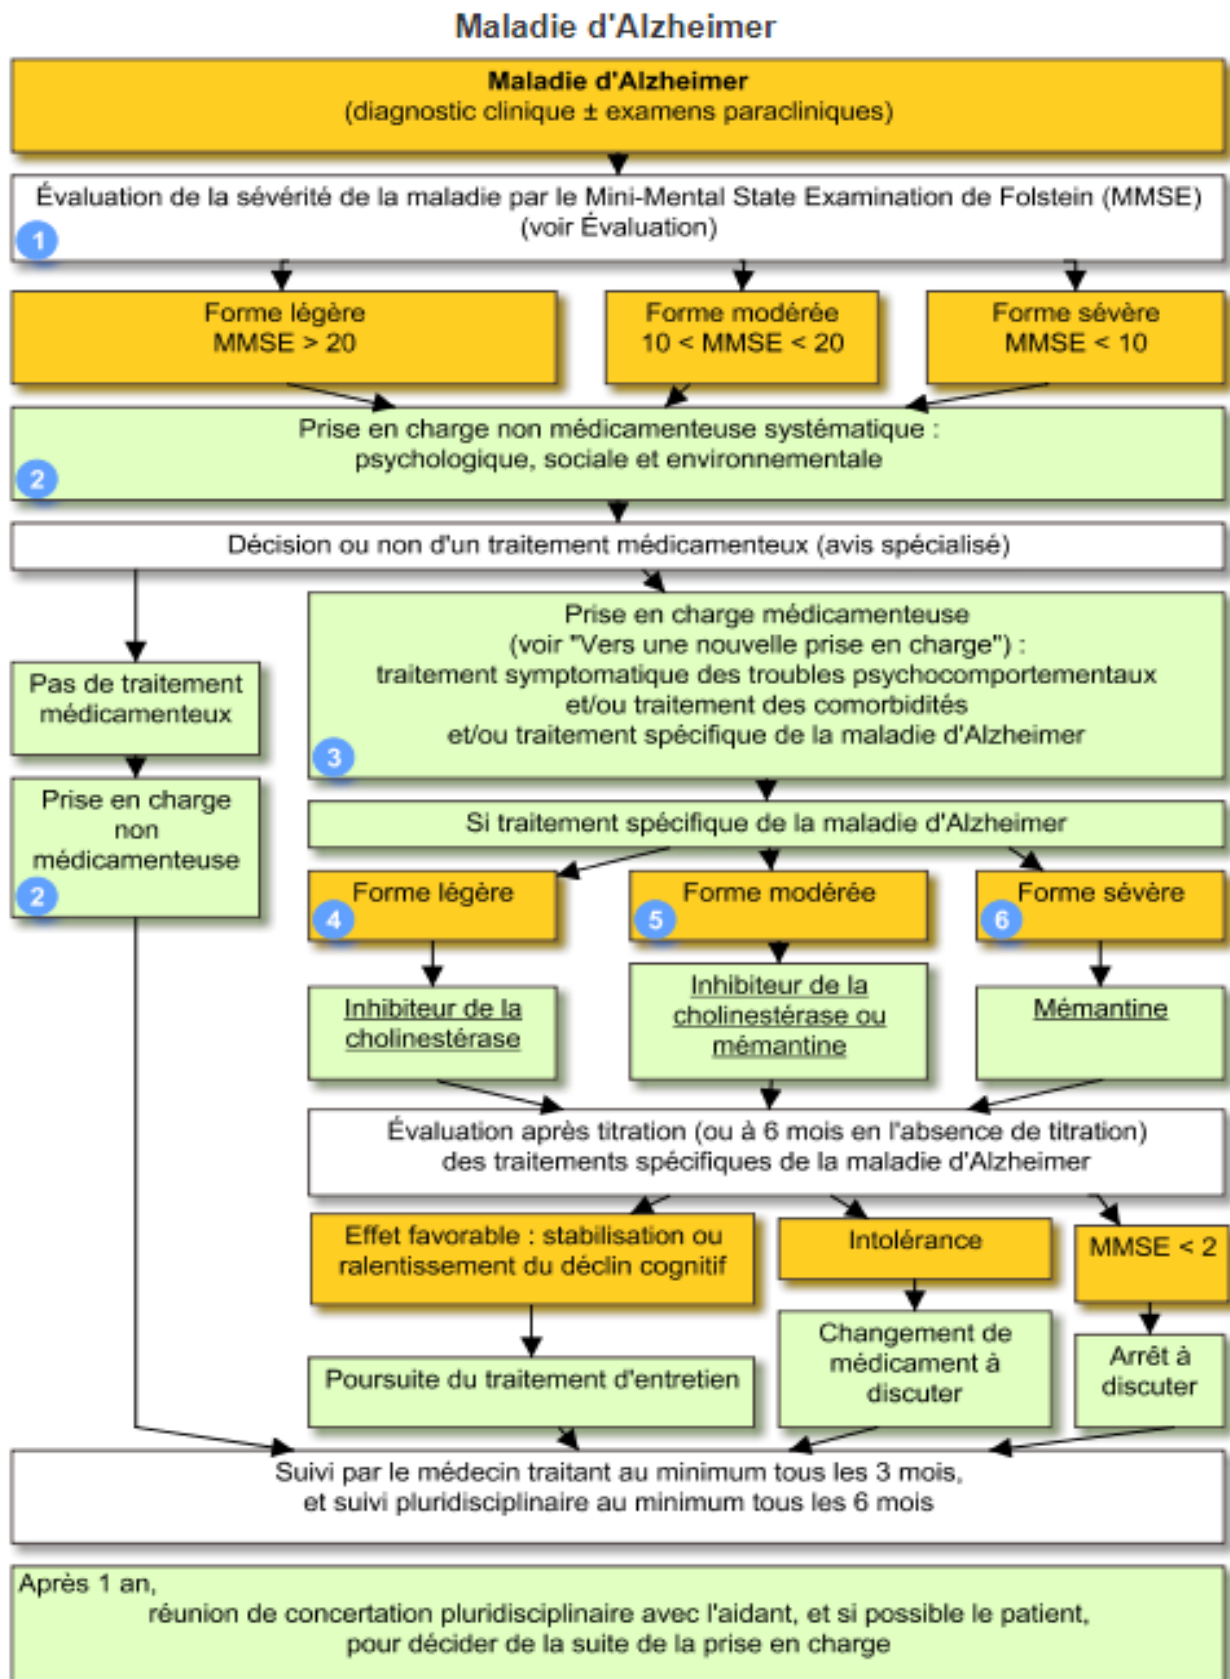 Maladie d'Alzheimer
Maladie d'Alzheimer
(diagnostic clinique ± examens paracliniques)
Évaluation de la sévérité de la maladie par le Mini-Mental State Examination de Folstein (MMSE)
(voir Évaluation)
1
Forme légère
MMSE > 20
Forme modérée
10 < MMSE < 20
Forme sévère
MMSE < 10
Prise en charge non médicamenteuse systématique :
psychologique, sociale et environnementale
2
Décision ou non d'un traitement médicamenteux (avis spécialisé)
Pas de traitement
médicamenteux
Prise en charge
non
médicamenteuse
2
Prise en charge médicamenteuse
(voir "Vers une nouvelle prise en charge") :
traitement symptomatique des troubles psychocomportementaux
et/ou traitement des comorbidités
et/ou traitement spécifique de la maladie d'Alzheimer
3
Si traitement spécifique de la maladie d'Alzheimer
Forme légère
4
Forme modérée
5
Forme sévère
6
Inhibiteur de la
cholinestérase
Inhibiteur de la
cholinestérase ou
mémantine
Mémantine
Évaluation après titration (ou à 6 mois en l'absence de titration)
des traitements spécifiques de la maladie d'Alzheimer
Effet favorable : stabilisation ou
ralentissement du déclin cognitif
Intolérance
MMSE < 2
Poursuite du traitement d'entretien
Changement de
médicament à
discuter
Arrêt à
discuter
Suivi par le médecin traitant au minimum tous les 3 mois,
et suivi pluridisciplinaire au minimum tous les 6 mois
Après 1 an,
réunion de concertation pluridisciplinaire avec l'aidant, et si possible le patient,
pour décider de la suite de la prise en charge